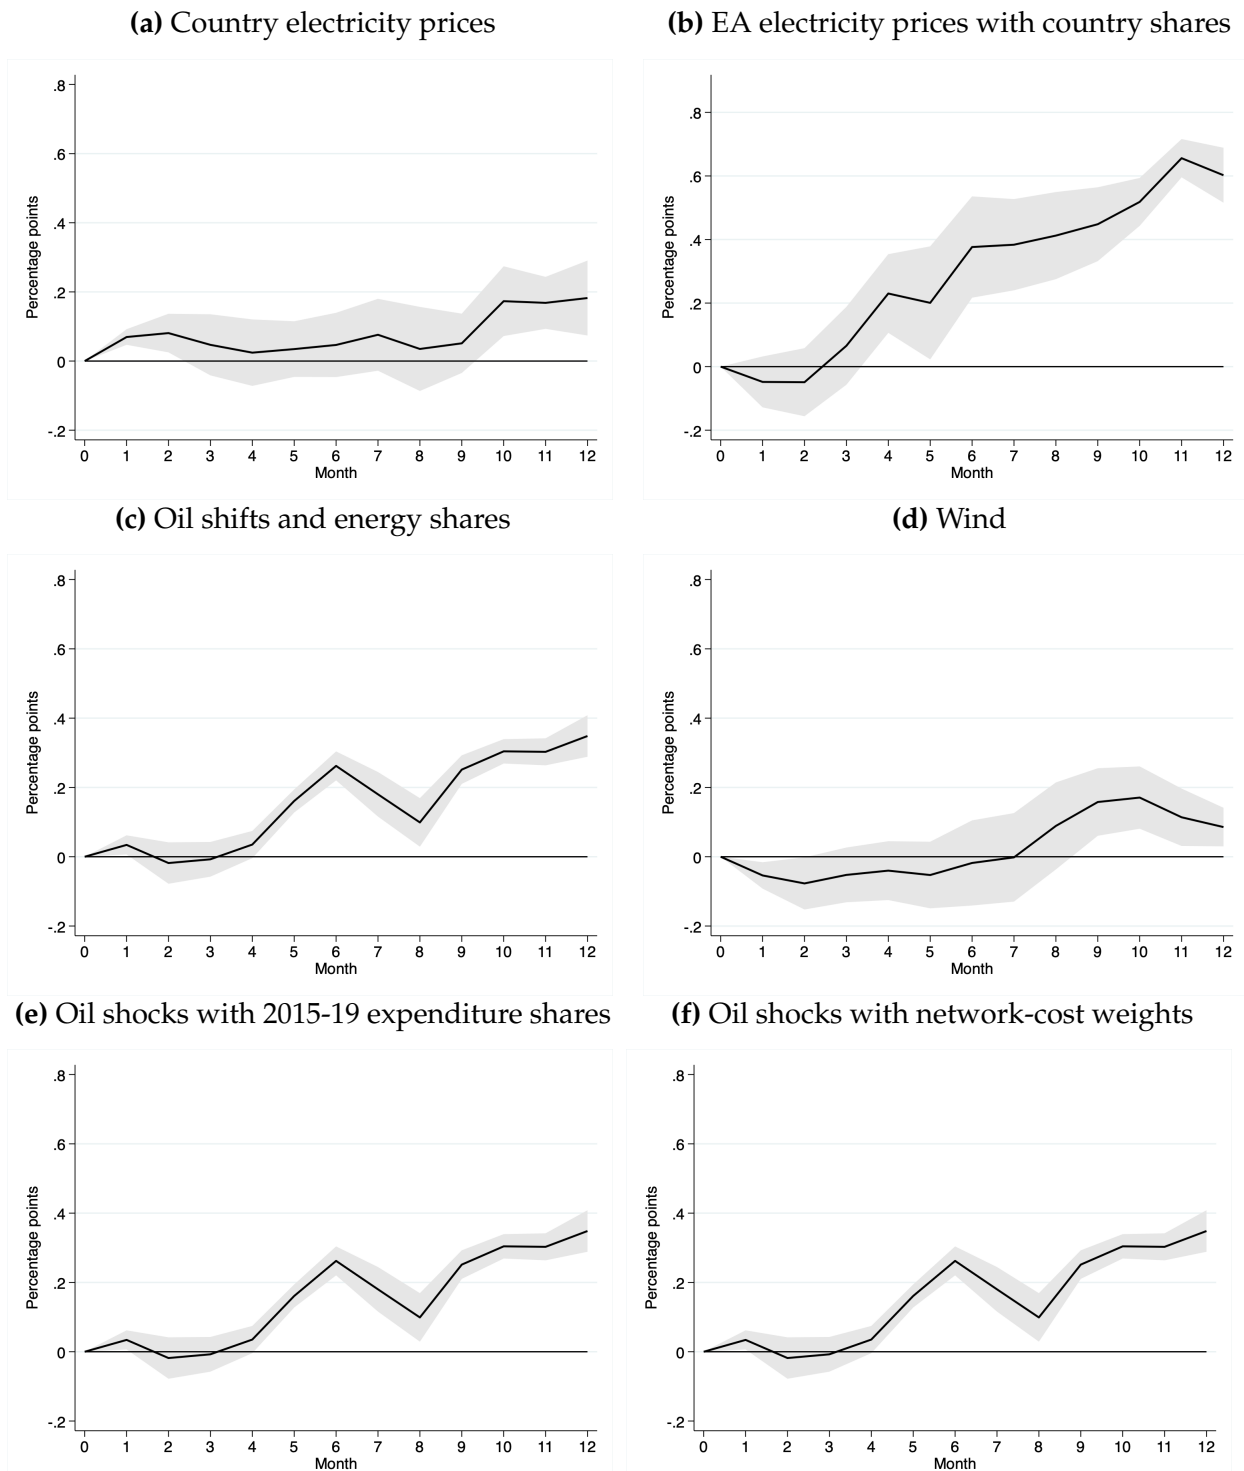 (a) Country electricity prices
.8
.6
.4
.2
0
-.2
Percentage points
0 1 2 3 4 5 6 7 8 9 10 11 12
Month
(b) EA electricity prices with country shares
.8
.6
.4
.2
0
-.2
Percentage points
0 1 2 3 4 5 6 7 8 9 10 11 12
Month
(c) Oil shifts and energy shares
.8
.6
.4
.2
0
-.2
Percentage points
0 1 2 3 4 5 6 7 8 9 10 11 12
Month
(d) Wind
.8
.6
.4
.2
0
-.2
Percentage points
0 1 2 3 4 5 6 7 8 9 10 11 12
Month
(e) Oil shocks with 2015-19 expenditure shares
.8
.6
.4
.2
0
-.2
Percentage points
0 1 2 3 4 5 6 7 8 9 10 11 12
Month
(f) Oil shocks with network-cost weights
.8
.6
.4
.2
0
-.2
Percentage points
0 1 2 3 4 5 6 7 8 9 10 11 12
Month